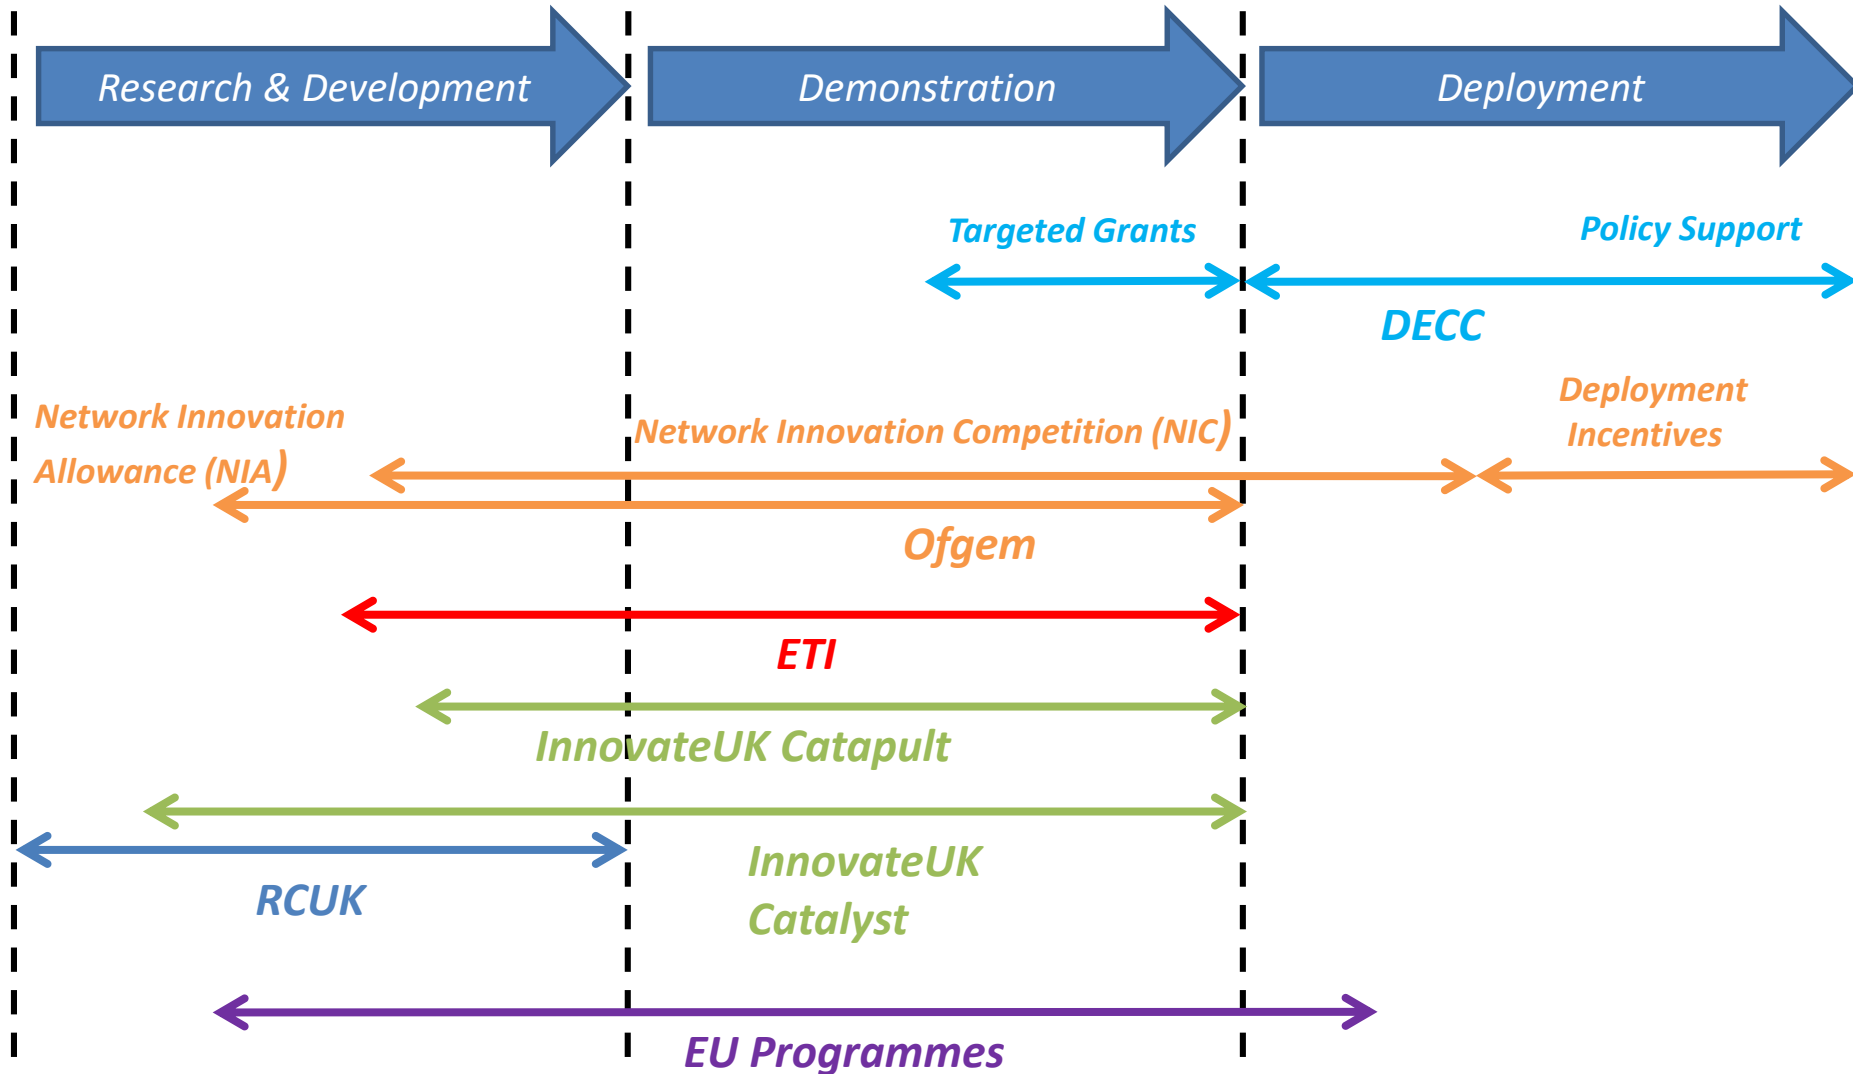 Research & Development
Demonstration
Deployment
Targeted Grants
Policy Support
DECC
Network Innovation
Allowance (NIA)
Network Innovation Competition (NIC)
Deployment
Incentives
Ofgem
ETI
InnovateUK Catapult
InnovateUK
Catalyst
RCUK
EU Programmes